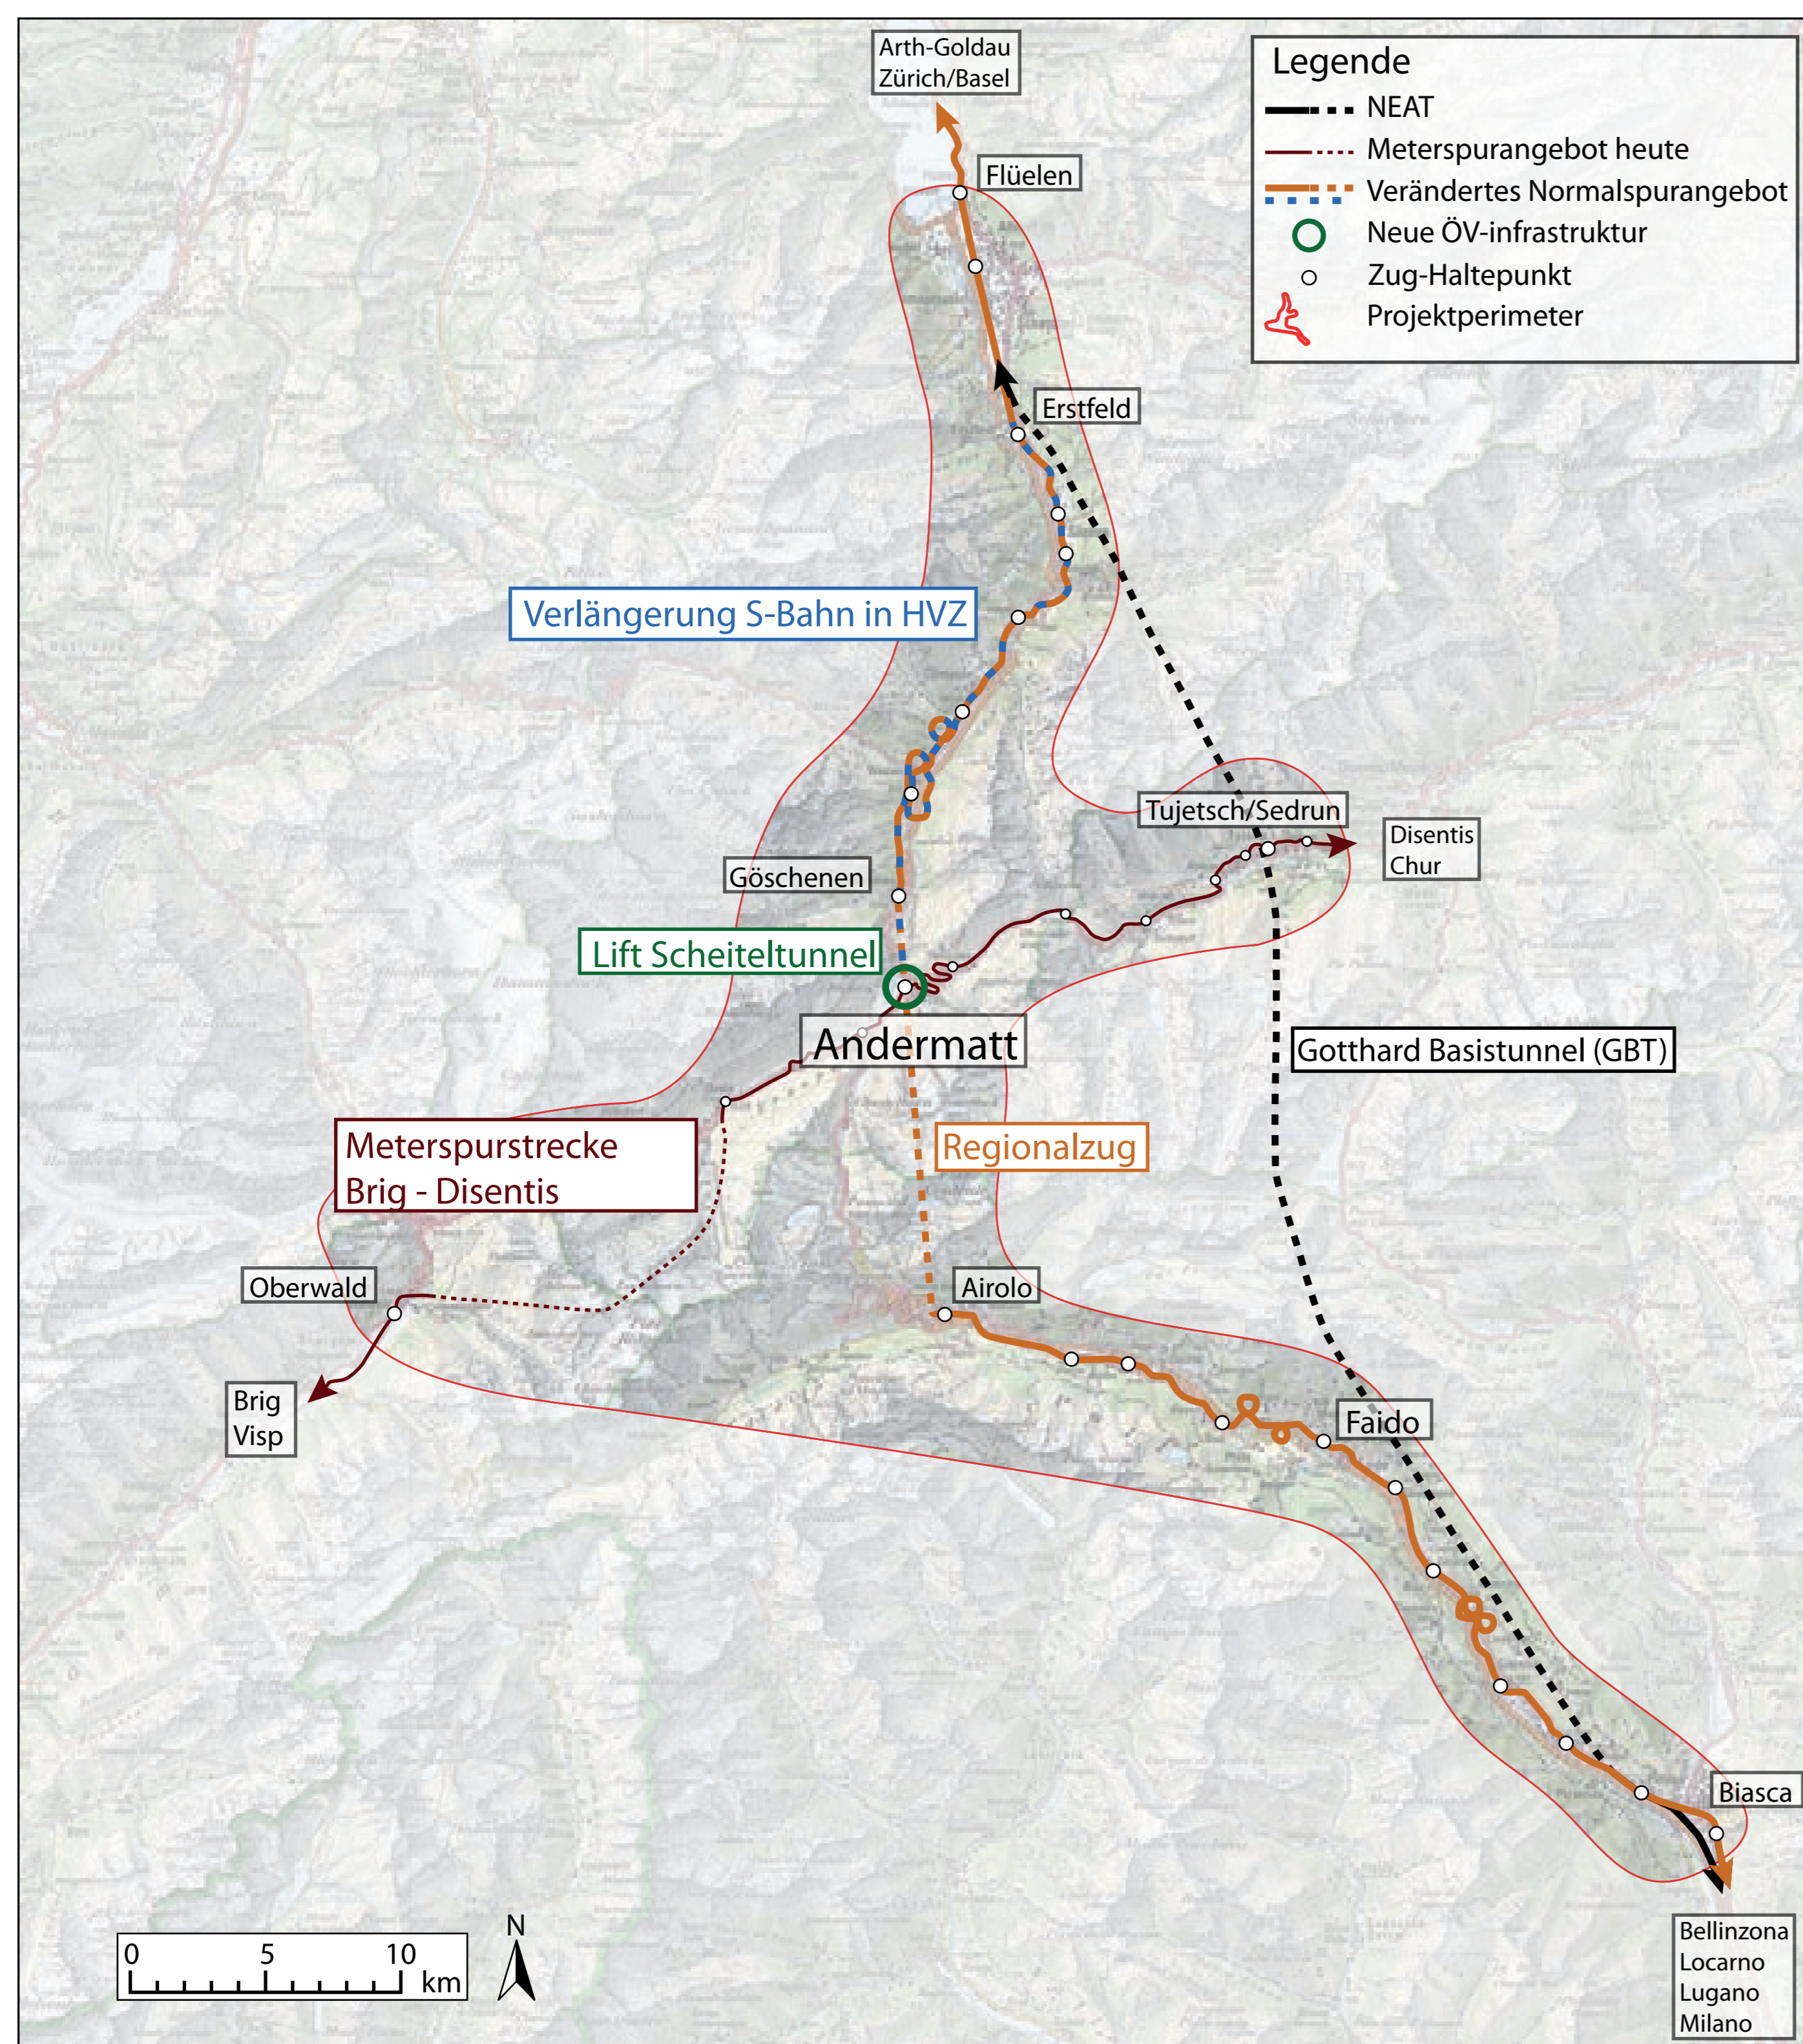 Arth-Goldau
Zürich/Basel
Legende
NEAT
Meterspurangebot heute
Verändertes Normalspurangebot
Neue ÖV-infrastruktur
Zug-Haltepunkt
Projektperimeter
Flüelen
Erstfeld
Verlängerung S-Bahn in HVZ
Tujetsch/Sedrun
Disentis
Chur
Göschenen
Lift Scheiteltunnel
Andermatt
Gotthard Basistunnel (GBT)
Meterspurstrecke
Brig - Disentis
Regionalzug
Oberwald
Airolo
Brig
Visp
Faido
Biasca
0 5 10
km
N
Bellinzona
Locarno
Lugano
Milano